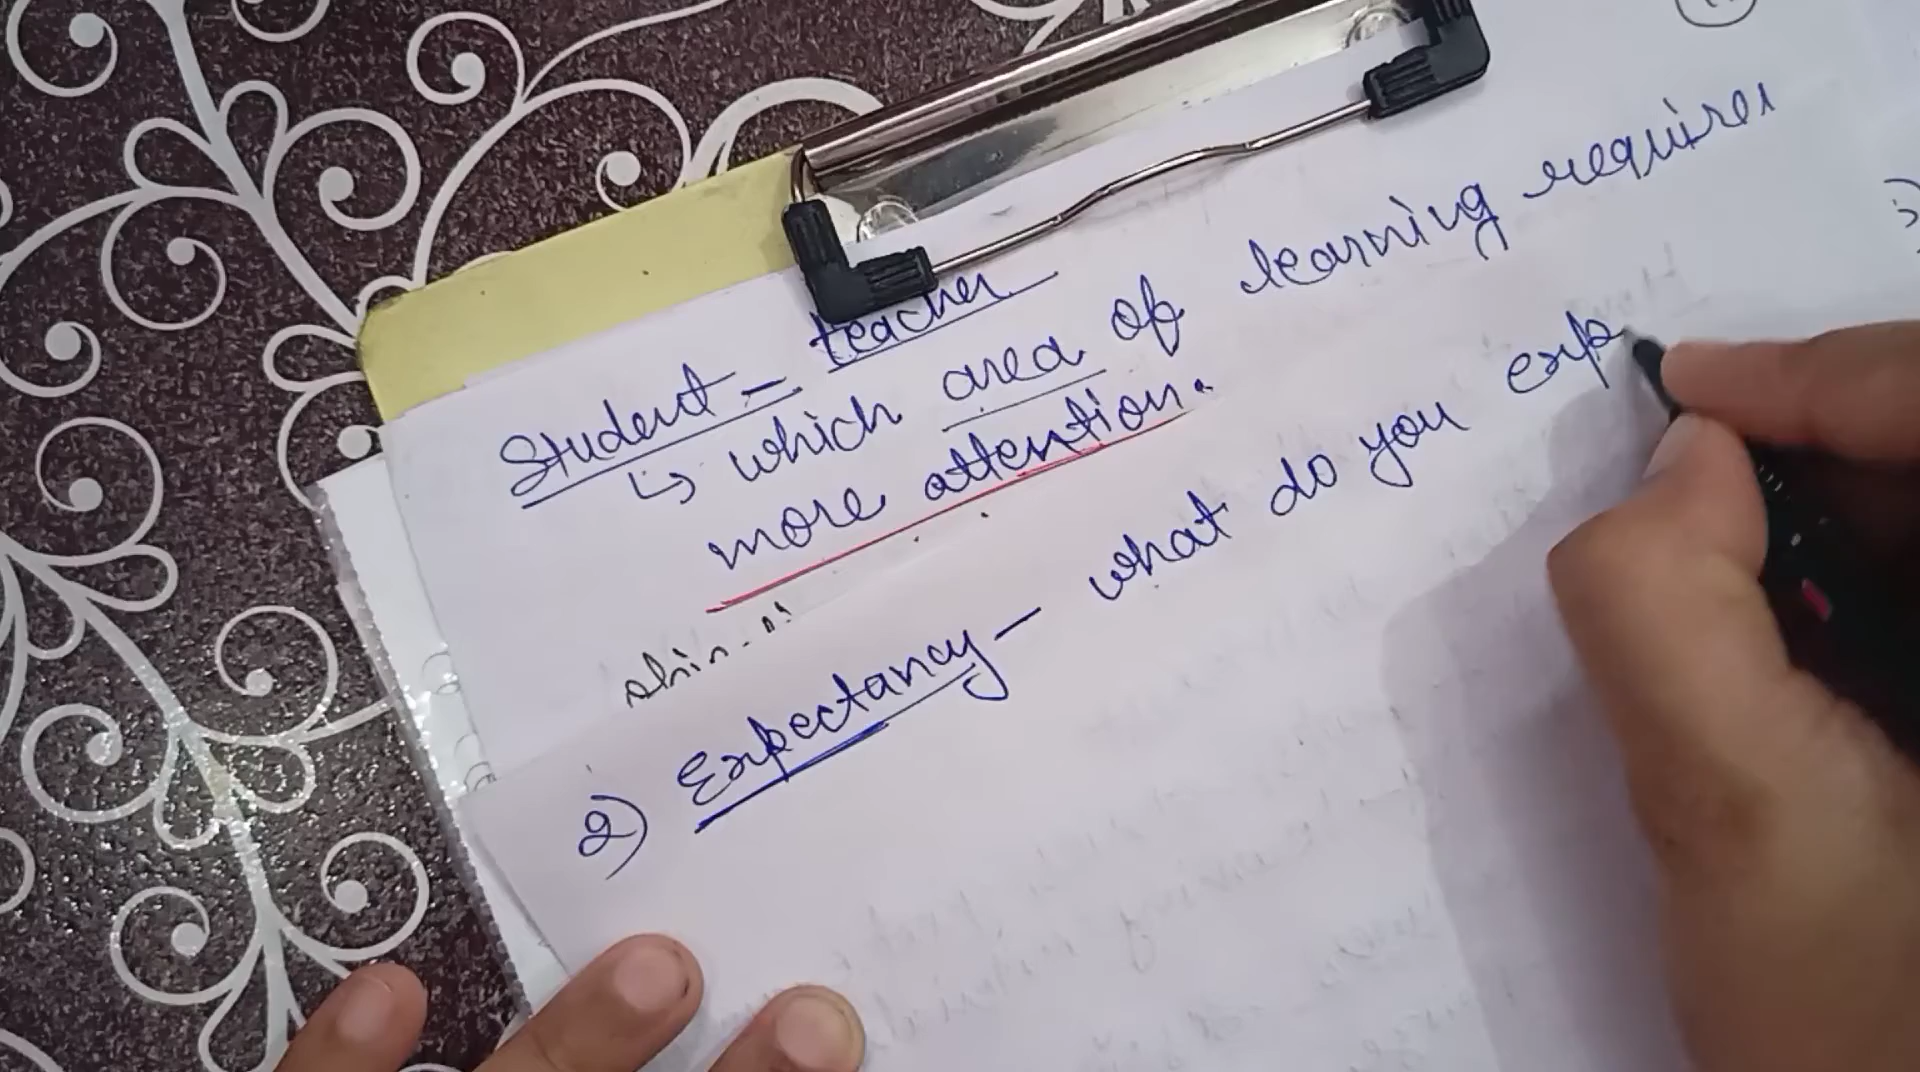 Student - teacher
↳ which area of learning requires
more attention.
2) Expectancy - what do you exp